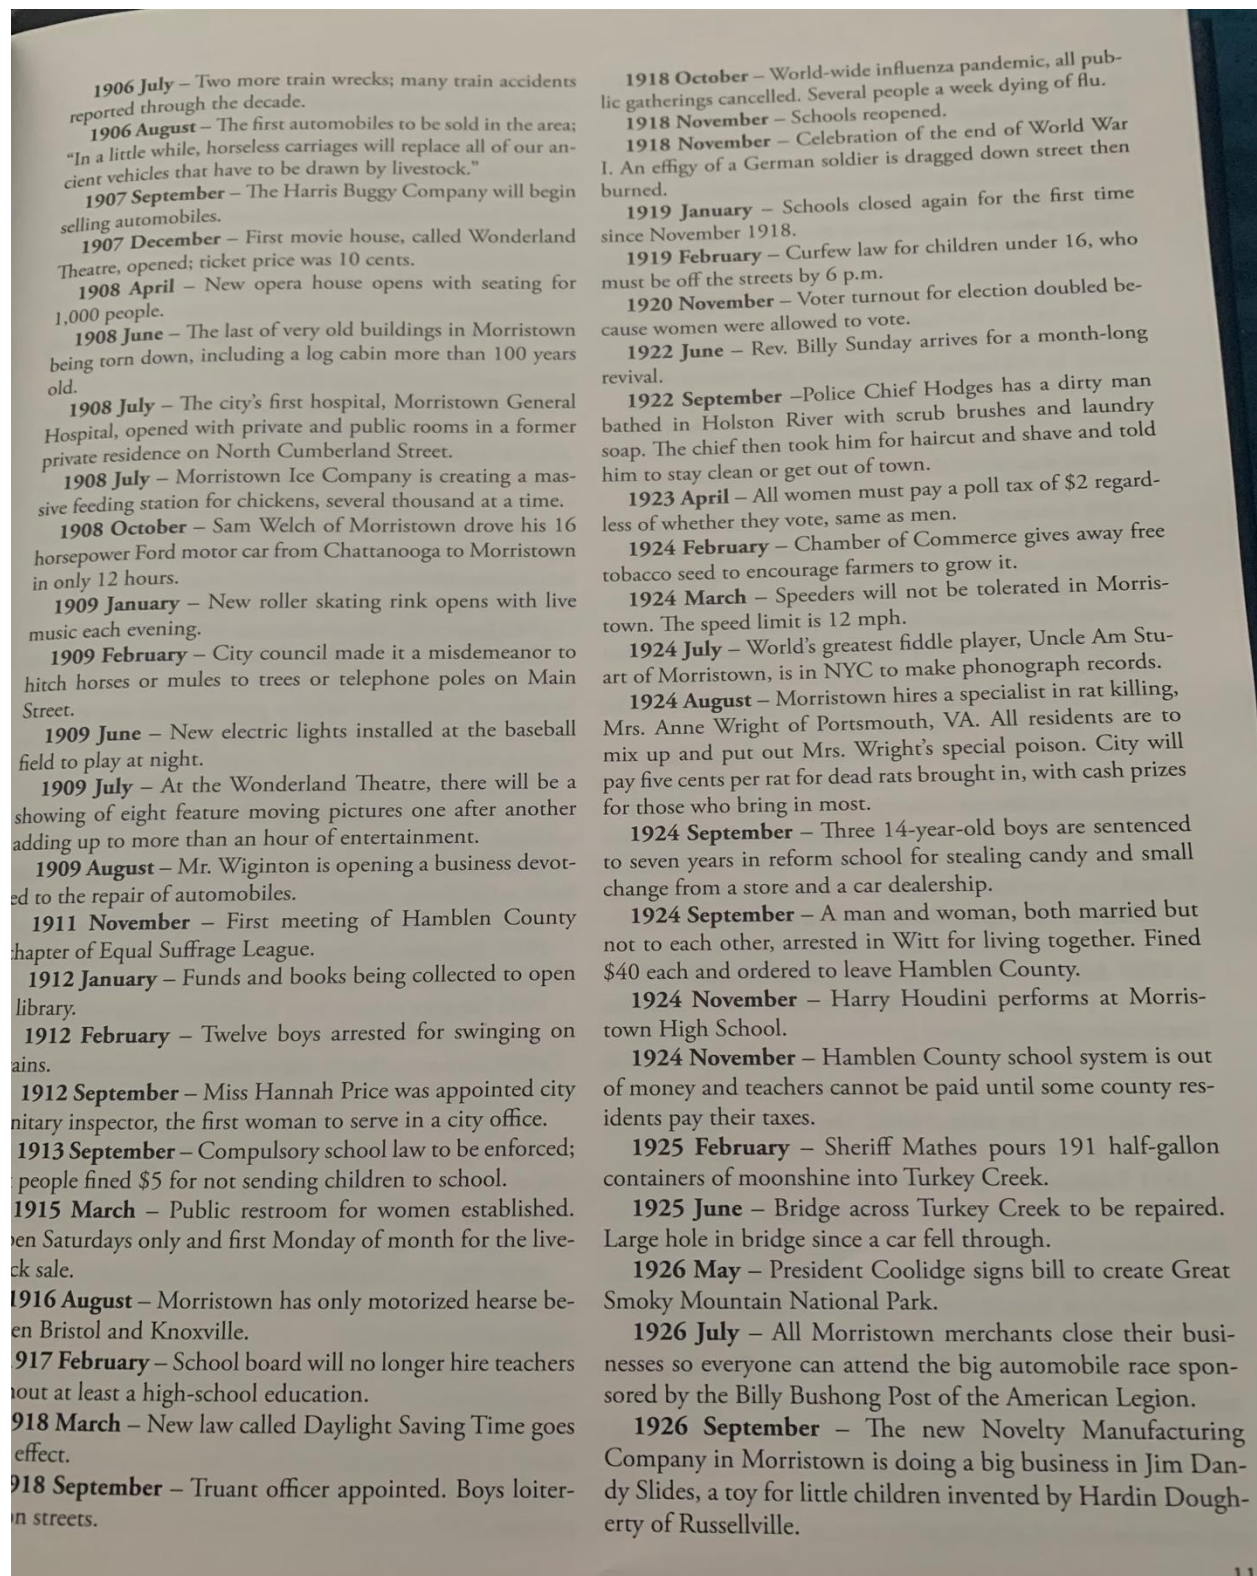 1906 July – Two more train wrecks; many train accidents
reported through the decade.
1906 August – The first automobiles to be sold in the area;
“In a little while, horseless carriages will replace all of our an-
cient vehicles that have to be drawn by livestock.”
1907 September – The Harris Buggy Company will begin
selling automobiles.
1907 December – First movie house, called Wonderland
Theatre, opened; ticket price was 10 cents.
1908 April – New opera house opens with seating for
1,000 people.
1908 June – The last of very old buildings in Morristown
being torn down, including a log cabin more than 100 years
old.
1908 July – The city’s first hospital, Morristown General
Hospital, opened with private and public rooms in a former
private residence on North Cumberland Street.
1908 July – Morristown Ice Company is creating a mas-
sive feeding station for chickens, several thousand at a time.
1908 October – Sam Welch of Morristown drove his 16
horsepower Ford motor car from Chattanooga to Morristown
in only 12 hours.
1909 January – New roller skating rink opens with live
music each evening.
1909 February – City council made it a misdemeanor to
hitch horses or mules to trees or telephone poles on Main
Street.
1909 June – New electric lights installed at the baseball
field to play at night.
1909 July – At the Wonderland Theatre, there will be a
showing of eight feature moving pictures one after another
adding up to more than an hour of entertainment.
1909 August – Mr. Wiginton is opening a business devot-
ed to the repair of automobiles.
1911 November – First meeting of Hamblen County
hapter of Equal Suffrage League.
1912 January – Funds and books being collected to open
library.
1912 February – Twelve boys arrested for swinging on
ains.
1912 September – Miss Hannah Price was appointed city
nitary inspector, the first woman to serve in a city office.
1913 September – Compulsory school law to be enforced;
people fined $5 for not sending children to school.
1915 March – Public restroom for women established.
en Saturdays only and first Monday of month for the live-
ck sale.
1916 August – Morristown has only motorized hearse be-
en Bristol and Knoxville.
917 February – School board will no longer hire teachers
out at least a high-school education.
918 March – New law called Daylight Saving Time goes
effect.
918 September – Truant officer appointed. Boys loiter-
n streets.
1918 October – World-wide influenza pandemic, all pub-
lic gatherings cancelled. Several people a week dying of flu.
1918 November – Schools reopened.
1918 November – Celebration of the end of World War
I. An effigy of a German soldier is dragged down street then
burned.
1919 January – Schools closed again for the first time
since November 1918.
1919 February – Curfew law for children under 16, who
must be off the streets by 6 p.m.
1920 November – Voter turnout for election doubled be-
cause women were allowed to vote.
1922 June – Rev. Billy Sunday arrives for a month-long
revival.
1922 September –Police Chief Hodges has a dirty man
bathed in Holston River with scrub brushes and laundry
soap. The chief then took him for haircut and shave and told
him to stay clean or get out of town.
1923 April – All women must pay a poll tax of $2 regard-
less of whether they vote, same as men.
1924 February – Chamber of Commerce gives away free
tobacco seed to encourage farmers to grow it.
1924 March – Speeders will not be tolerated in Morris-
town. The speed limit is 12 mph.
1924 July – World’s greatest fiddle player, Uncle Am Stu-
art of Morristown, is in NYC to make phonograph records.
1924 August – Morristown hires a specialist in rat killing,
Mrs. Anne Wright of Portsmouth, VA. All residents are to
mix up and put out Mrs. Wright’s special poison. City will
pay five cents per rat for dead rats brought in, with cash prizes
for those who bring in most.
1924 September – Three 14-year-old boys are sentenced
to seven years in reform school for stealing candy and small
change from a store and a car dealership.
1924 September – A man and woman, both married but
not to each other, arrested in Witt for living together. Fined
$40 each and ordered to leave Hamblen County.
1924 November – Harry Houdini performs at Morris-
town High School.
1924 November – Hamblen County school system is out
of money and teachers cannot be paid until some county res-
idents pay their taxes.
1925 February – Sheriff Mathes pours 191 half-gallon
containers of moonshine into Turkey Creek.
1925 June – Bridge across Turkey Creek to be repaired.
Large hole in bridge since a car fell through.
1926 May – President Coolidge signs bill to create Great
Smoky Mountain National Park.
1926 July – All Morristown merchants close their busi-
nesses so everyone can attend the big automobile race spon-
sored by the Billy Bushong Post of the American Legion.
1926 September – The new Novelty Manufacturing
Company in Morristown is doing a big business in Jim Dan-
dy Slides, a toy for little children invented by Hardin Dough-
erty of Russellville.